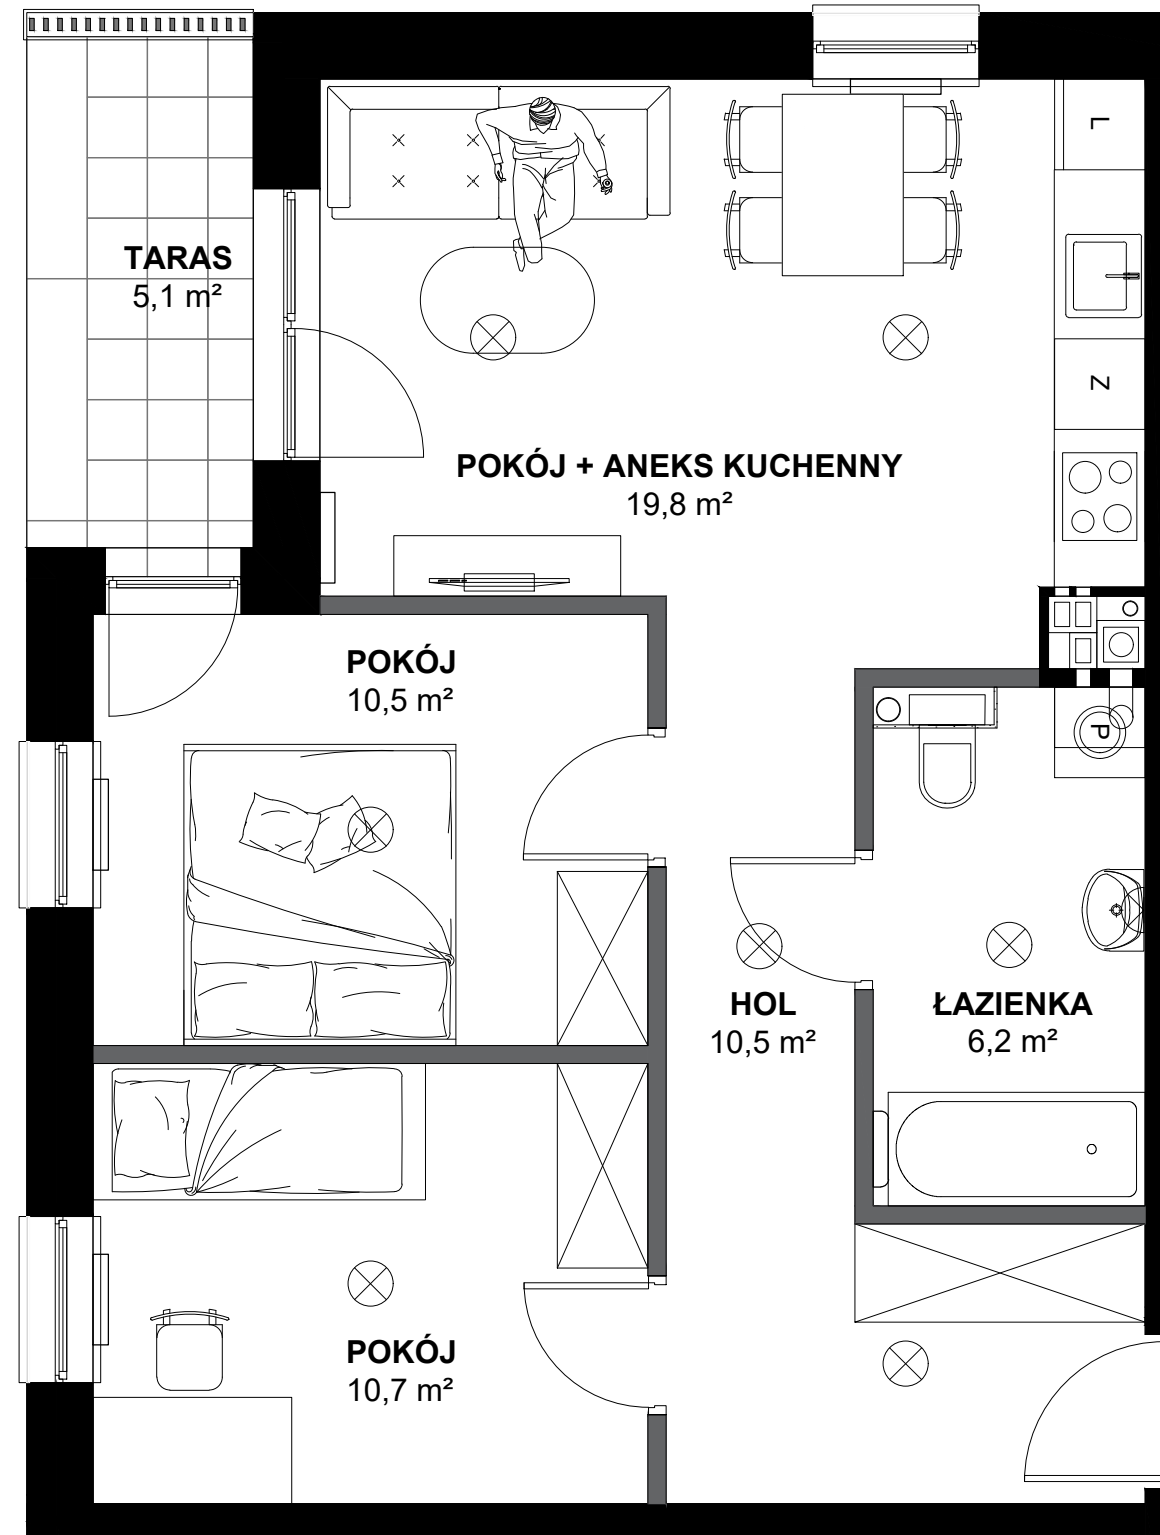 L
TARAS
5,1 m²
Z
POKÓJ + ANEKS KUCHENNY
19,8 m²
POKÓJ
10,5 m²
P
HOL
10,5 m²
ŁAZIENKA
6,2 m²
POKÓJ
10,7 m²